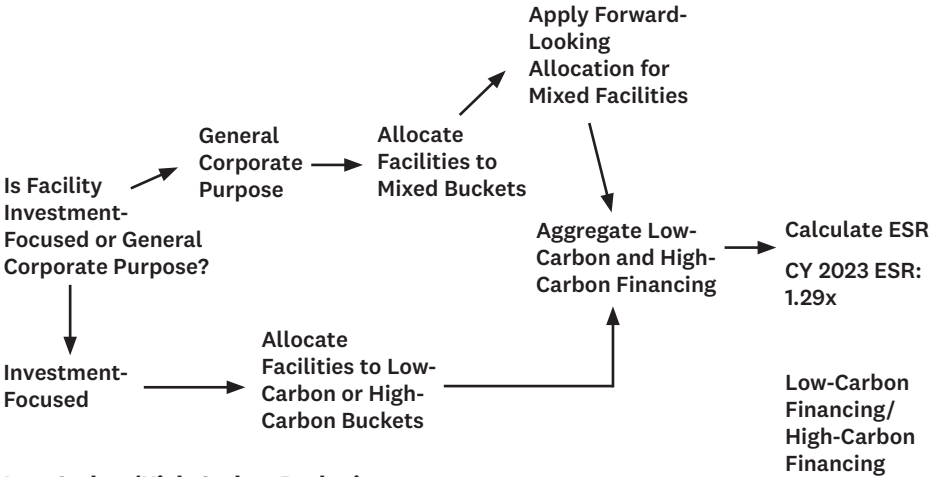 Apply Forward-
Looking
Allocation for
Mixed Facilities
General
Corporate
Purpose
Allocate
Facilities to
Mixed Buckets
Is Facility
Investment-
Focused or General
Corporate Purpose?
Aggregate Low-
Carbon and High-
Carbon Financing
Calculate ESR
CY 2023 ESR:
1.29x
Investment-
Focused
Allocate
Facilities to Low-
Carbon or High-
Carbon Buckets
Low-Carbon
Financing/
High-Carbon
Financing